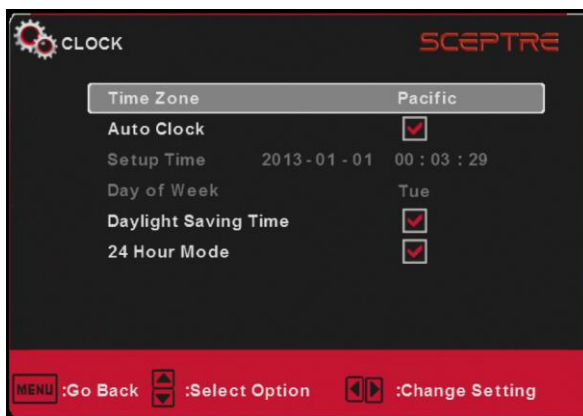 CLOCK SCEPTRE
Time Zone Pacific
Auto Clock
Setup Time 2013-01-01 00:03:29
Day of Week Tue
Daylight Saving Time
24 Hour Mode
MENU :Go Back :Select Option :Change Setting